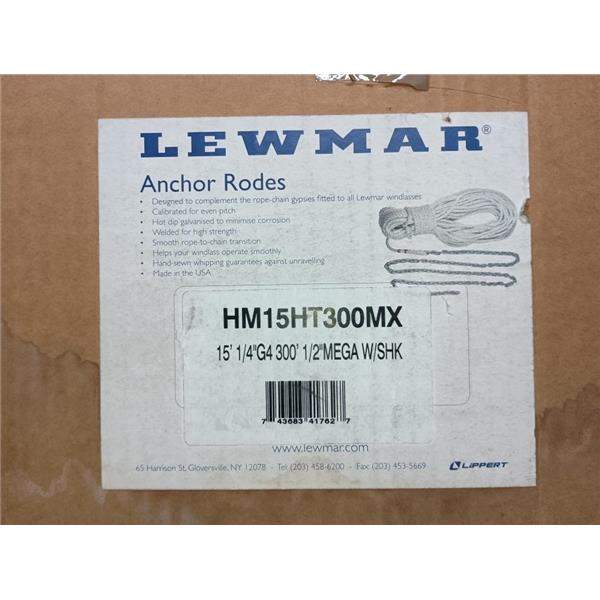 LEWMAR®
Anchor Rodes
• Designed to complement the rope-chain gypsies fitted to all Lewmar windlasses
• Calibrated for even pitch
• Hot dip galvanised to minimise corrosion
• Welded for high strength
• Smooth rope-to-chain transition
• Helps your windlass operate smoothly
• Hand-sewn whipping guarantees against unravelling
• Made in the USA
HM15HT300MX
15' 1/4"G4 300' 1/2"MEGA W/SHK
7 43683 41762 7
www.lewmar.com
65 Harrison St, Gloversville, NY 12078 - Tel: (203) 458-6200 - Fax: (203) 453-5669
LIPPERT